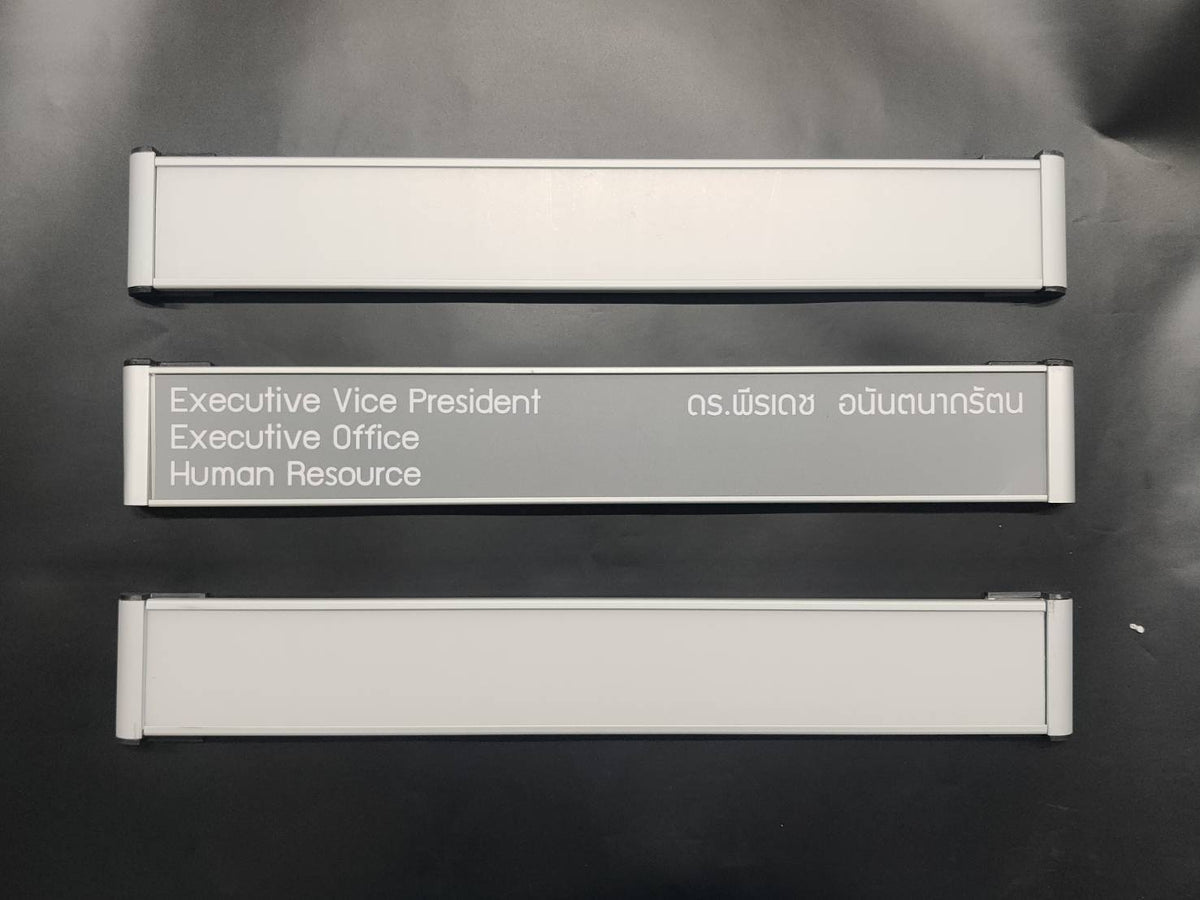 Executive Vice President ดร.พีรเดช อนันตนาถรัตน
Executive Office
Human Resource